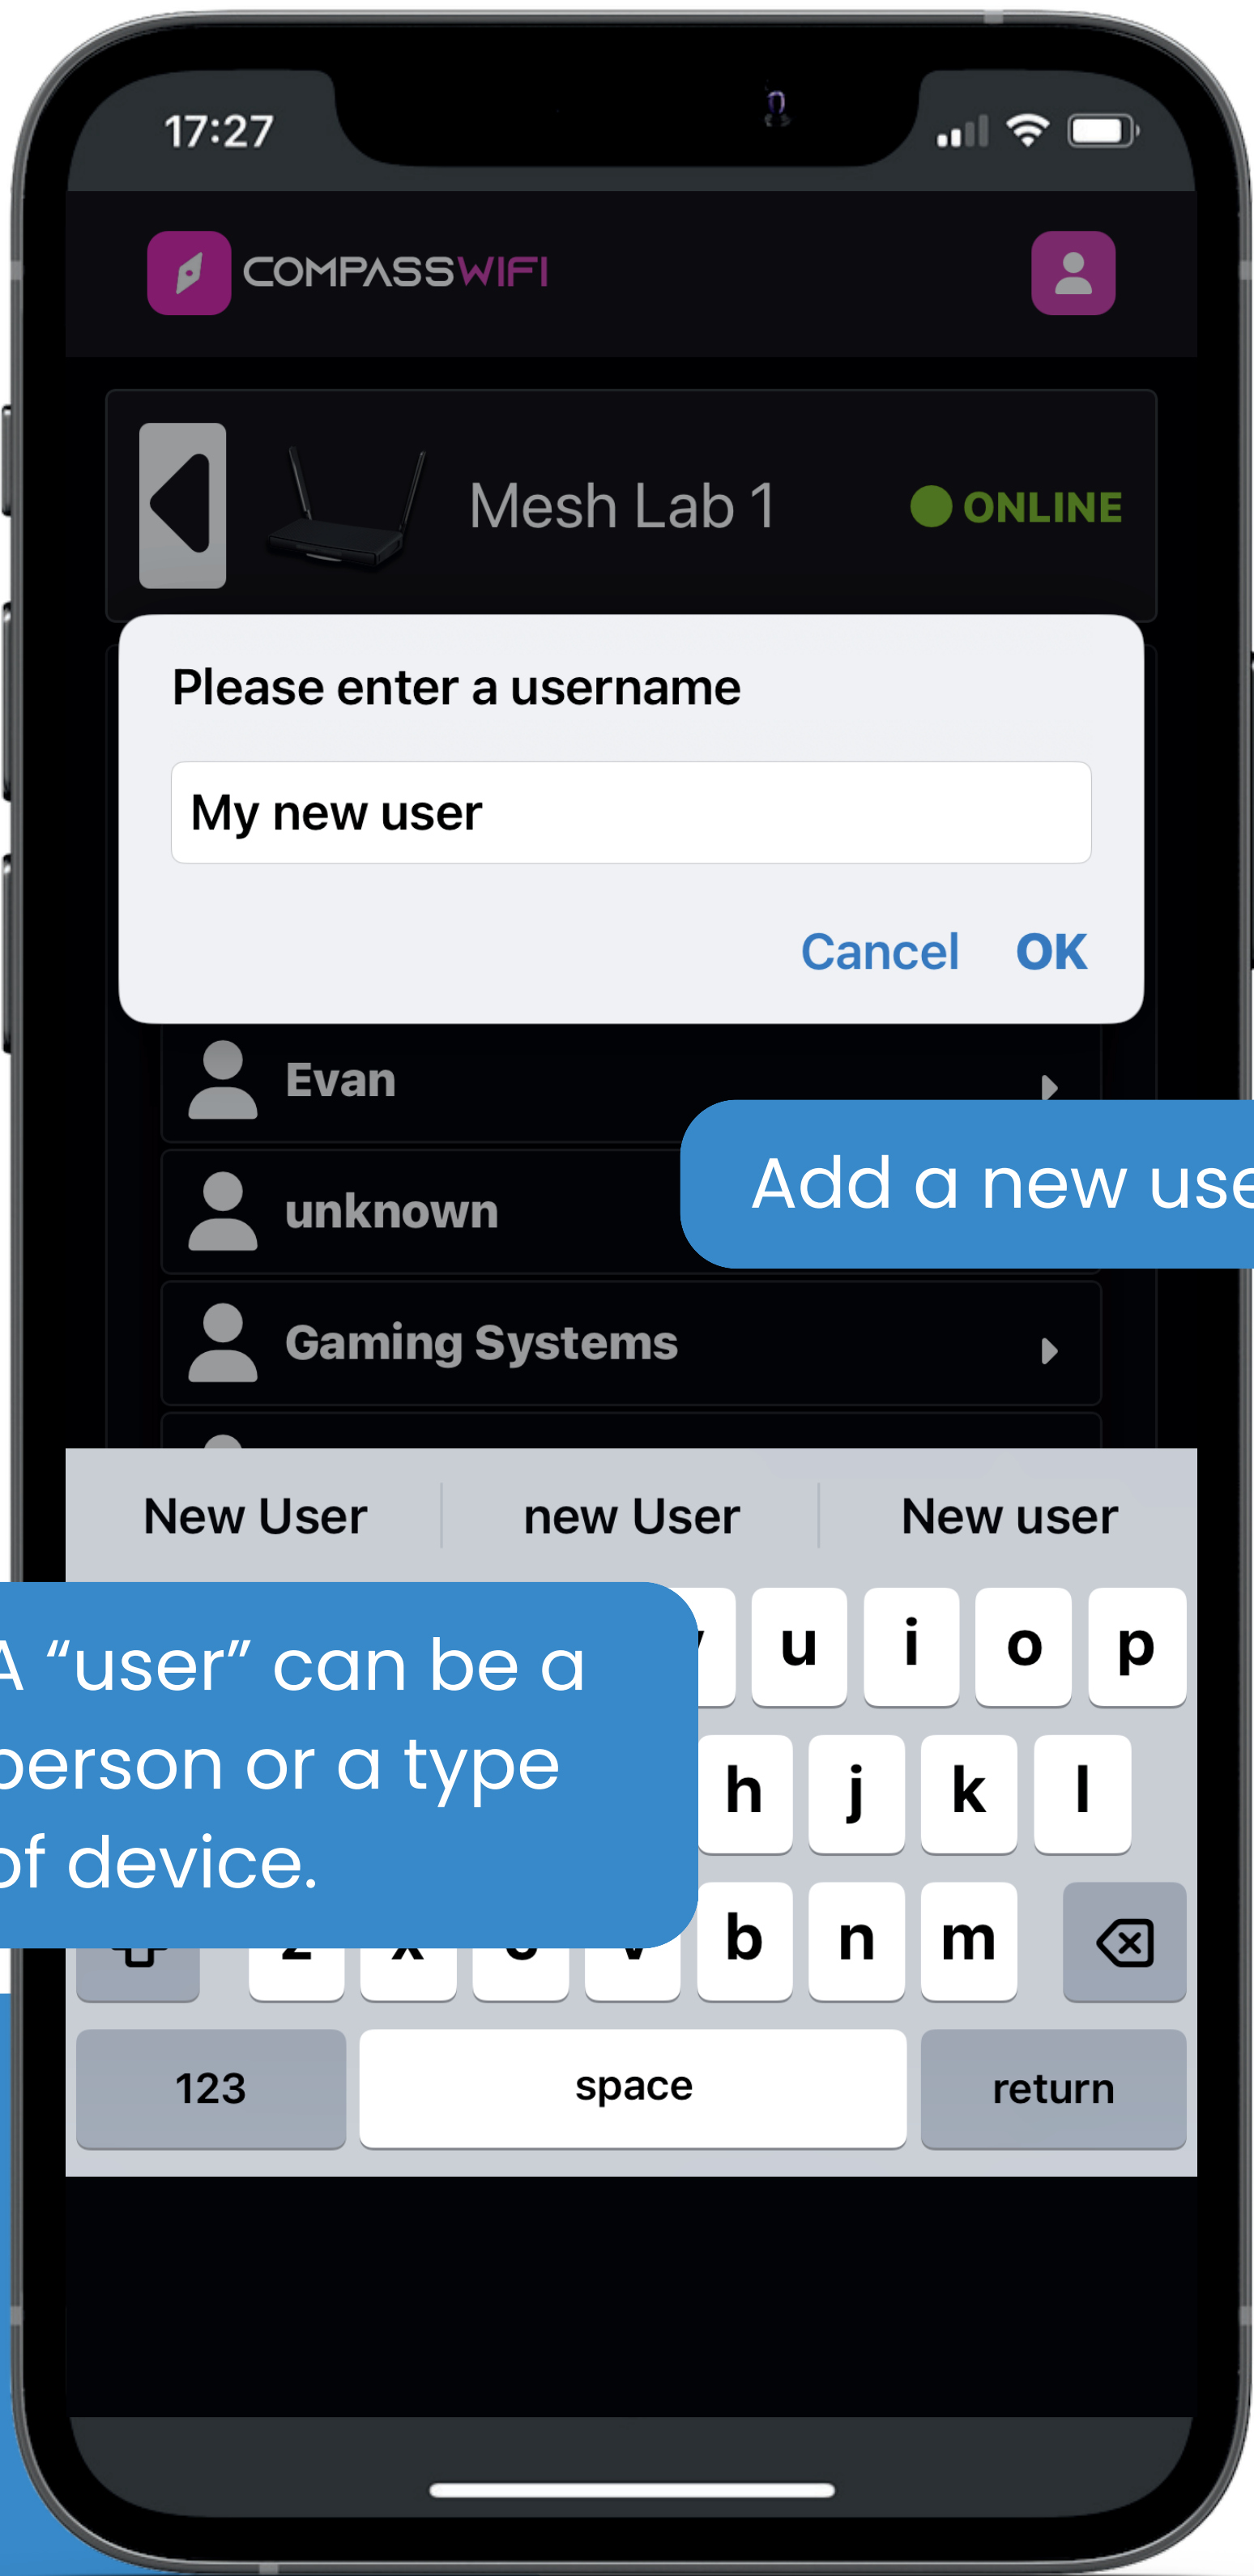 17:27
COMPASSWIFI
Mesh Lab 1
ONLINE
Please enter a username
My new user
Cancel OK
Evan
Add a new use
unknown
Gaming Systems
New User new User New user
A “user” can be a
person or a type
of device.
u i o p
h j k l
z x c v b n m
123 space return